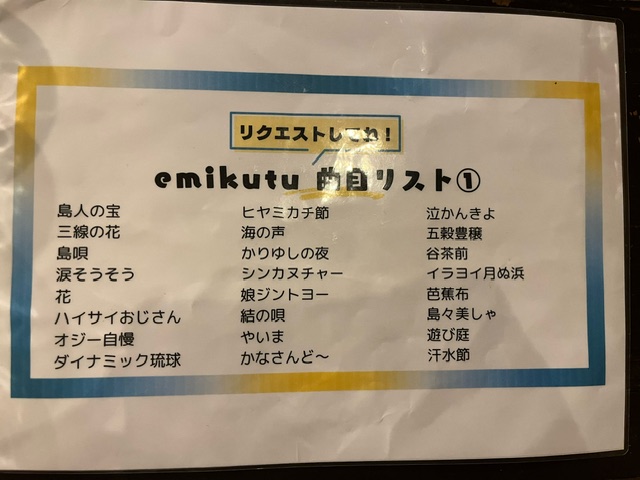 リクエストしてね！
emikutu 曲目リスト①
島人の宝
三線の花
島唄
涙そうそう
花
ハイサイおじさん
オジー自慢
ダイナミック琉球
ヒヤミカチ節
海の声
かりゆしの夜
シンカヌチャー
娘ジントヨー
結の唄
やいま
かなさんど～
泣かんきよ
五穀豊穣
谷茶前
イラヨイ月ぬ浜
芭蕉布
島々美しゃ
遊び庭
汗水節